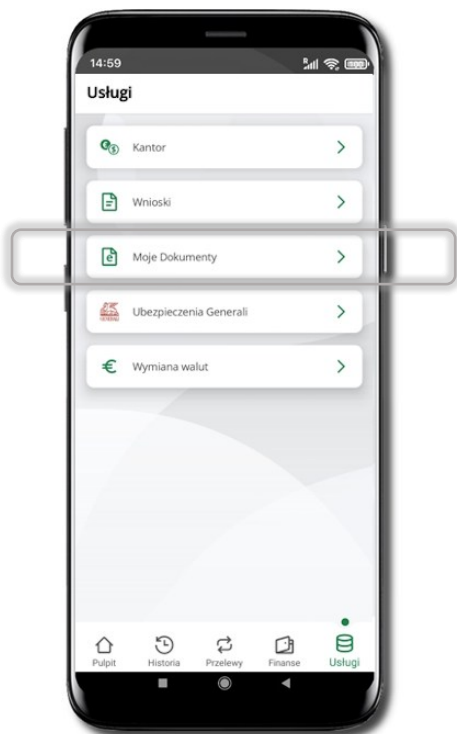 14:59
Usługi
Kantor
Wnioski
Moje Dokumenty
Ubezpieczenia Generali
Wymiana walut
Pulpit
Historia
Przelewy
Finanse
Usługi